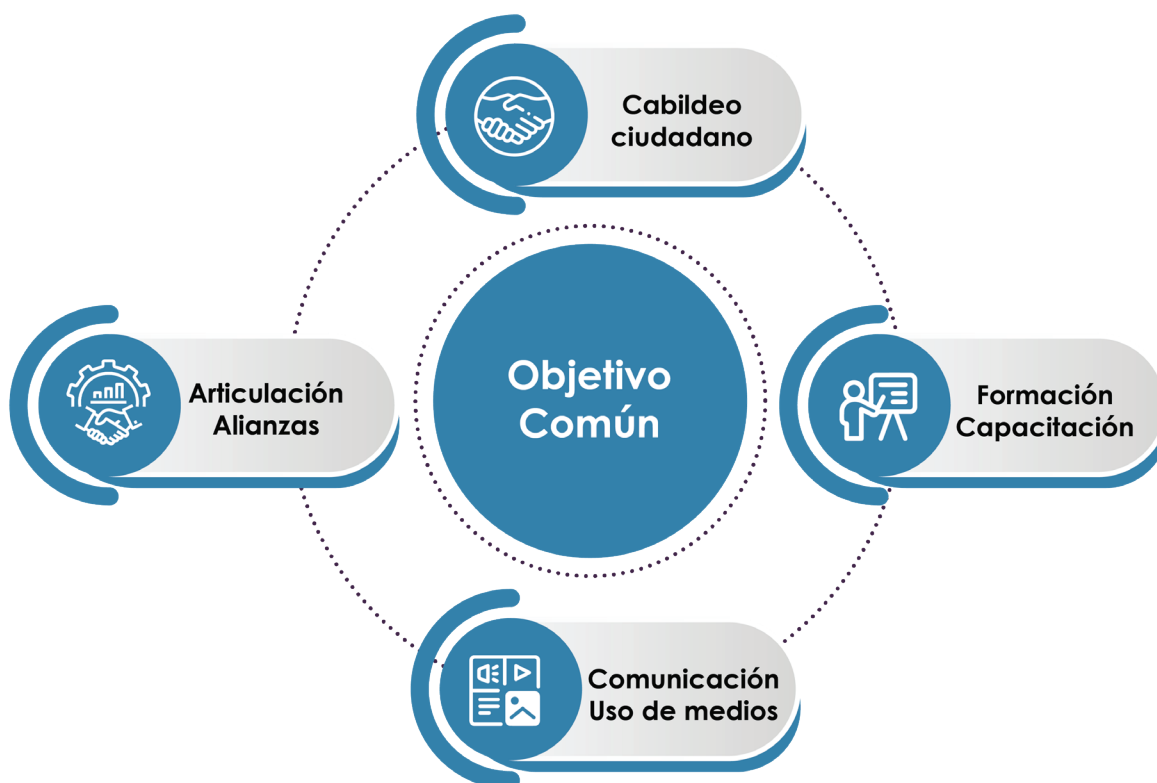 Cabildeo
ciudadano
Articulación
Alianzas
Objetivo
Común
Formación
Capacitación
Comunicación
Uso de medios